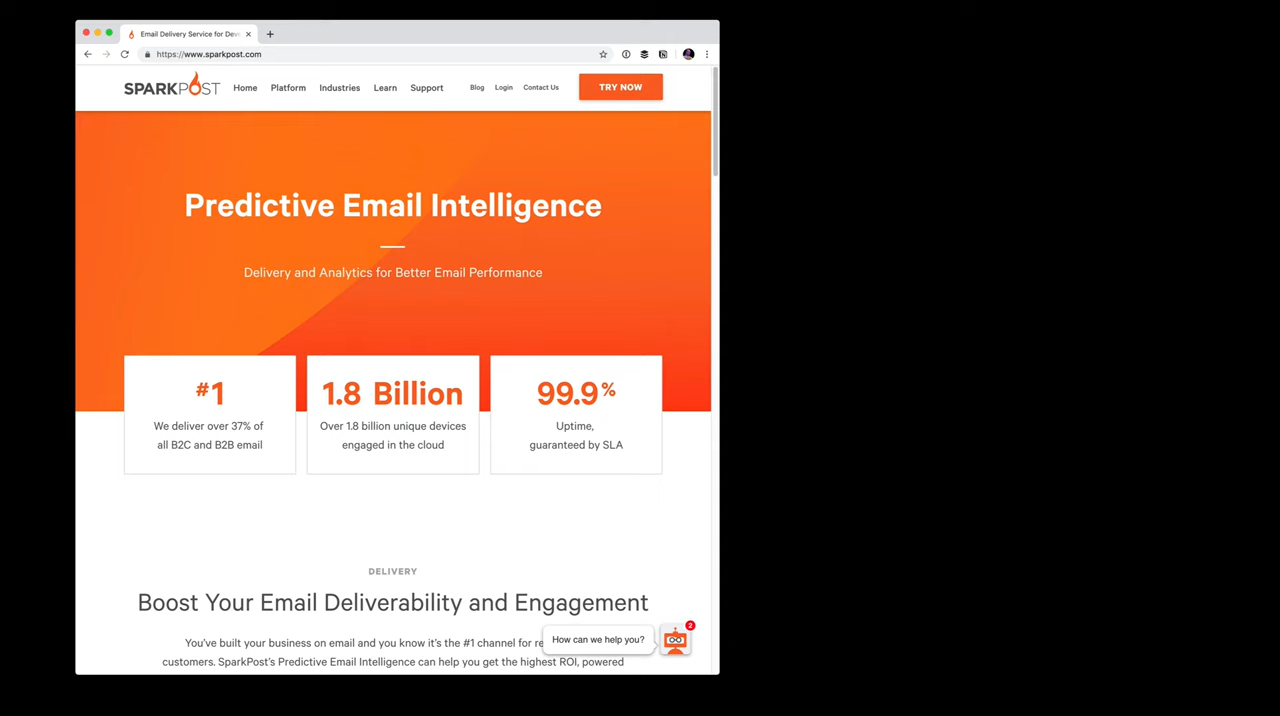 Email Delivery Service for Dev
https://www.sparkpost.com
SPARKPOST
Home
Platform
Industries
Learn
Support
Blog
Login
Contact Us
TRY NOW
Predictive Email Intelligence
Delivery and Analytics for Better Email Performance
#1
We deliver over 37% of
all B2C and B2B email
1.8 Billion
Over 1.8 billion unique devices
engaged in the cloud
99.9%
Uptime,
guaranteed by SLA
DELIVERY
Boost Your Email Deliverability and Engagement
You've built your business on email and you know it's the #1 channel for re
customers. SparkPost's Predictive Email Intelligence can help you get the highest ROI, powered
How can we help you?
2